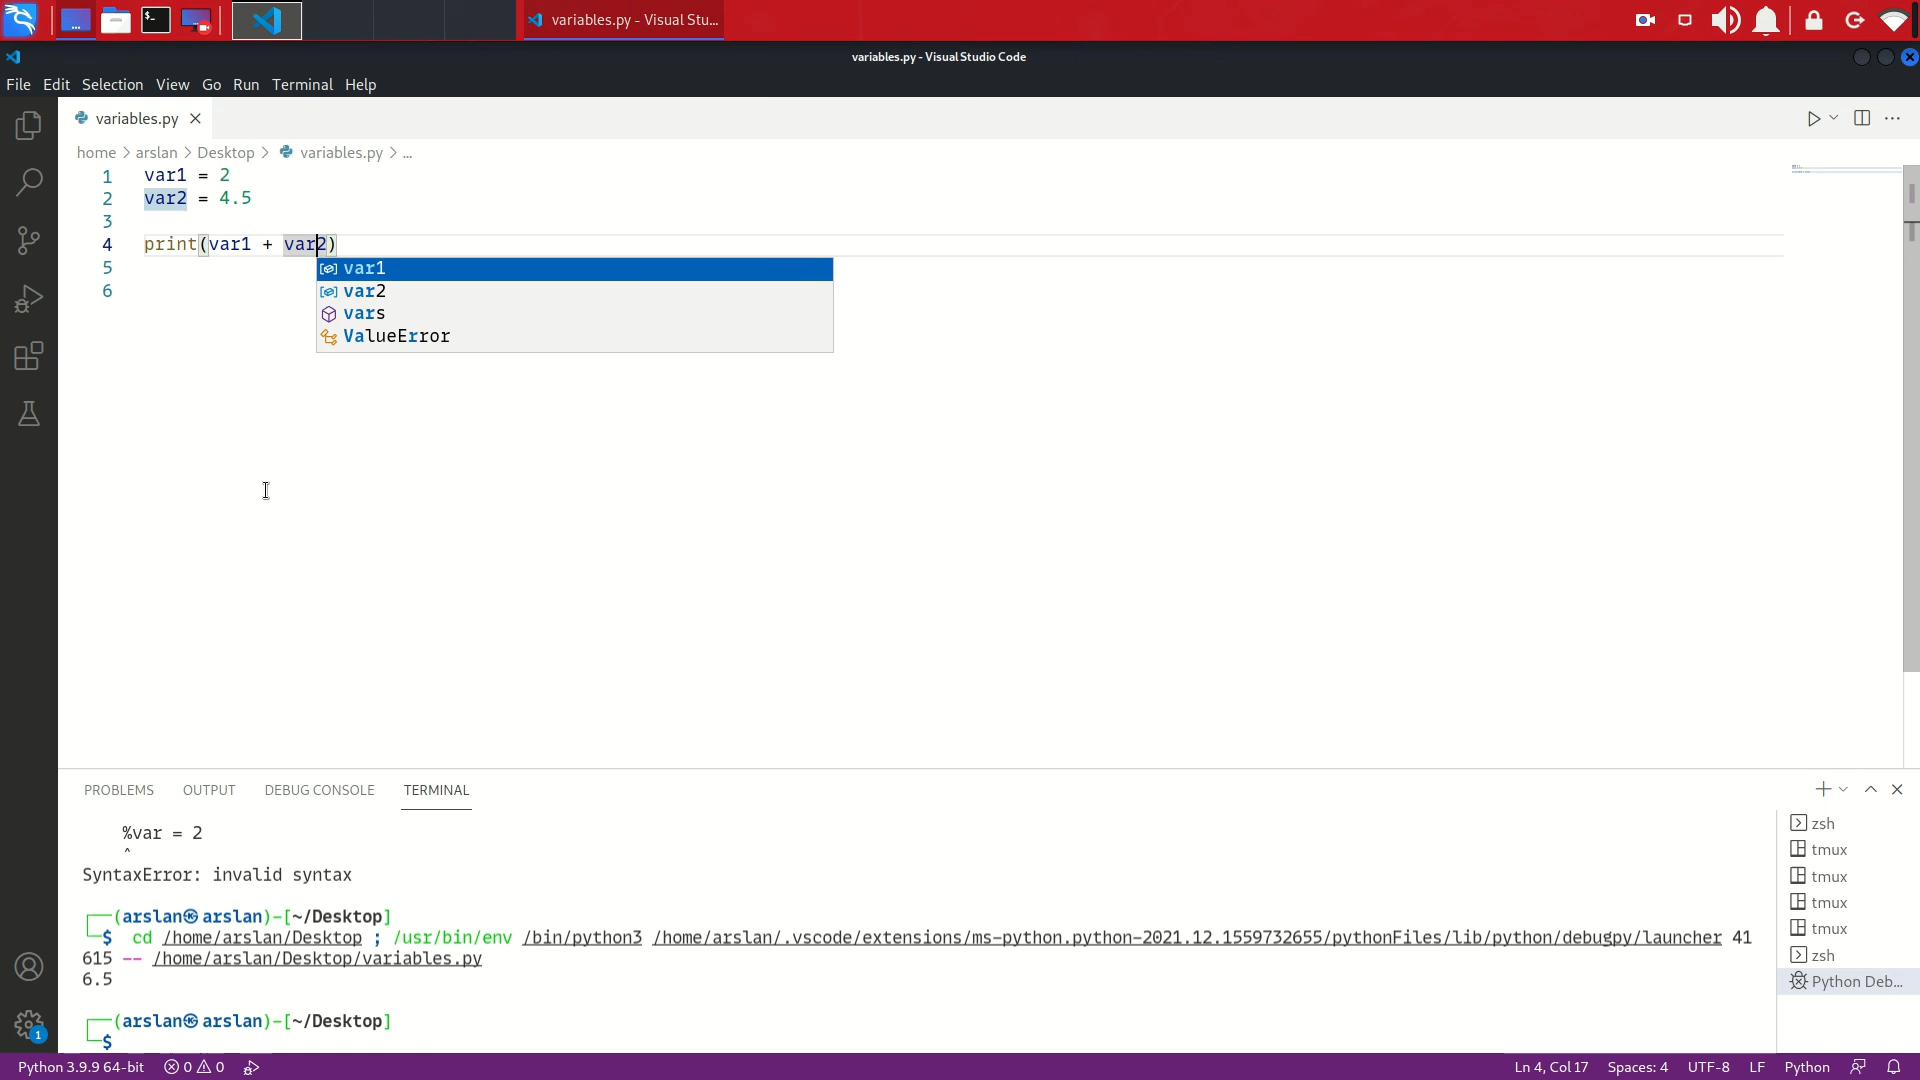 variables.py - Visual Stu...
variables.py - Visual Studio Code
File Edit Selection View Go Run Terminal Help
variables.py
home > arslan > Desktop > variables.py > ...
1 var1 = 2
2 var2 = 4.5
3
4 print(var1 + var2)
5
6
var1
var2
vars
ValueError
PROBLEMS OUTPUT DEBUG CONSOLE TERMINAL
%var = 2
^
SyntaxError: invalid syntax
┌──(arslan㉿arslan)-[~/Desktop]
└─$ cd /home/arslan/Desktop ; /usr/bin/env /bin/python3 /home/arslan/.vscode/extensions/ms-python.python-2021.12.1559732655/pythonFiles/lib/python/debugpy/launcher 41
615 -- /home/arslan/Desktop/variables.py
6.5
┌──(arslan㉿arslan)-[~/Desktop]
└─$
zsh
tmux
tmux
tmux
tmux
zsh
Python Deb...
1
Python 3.9.9 64-bit 0 0 Ln 4, Col 17 Spaces: 4 UTF-8 LF Python